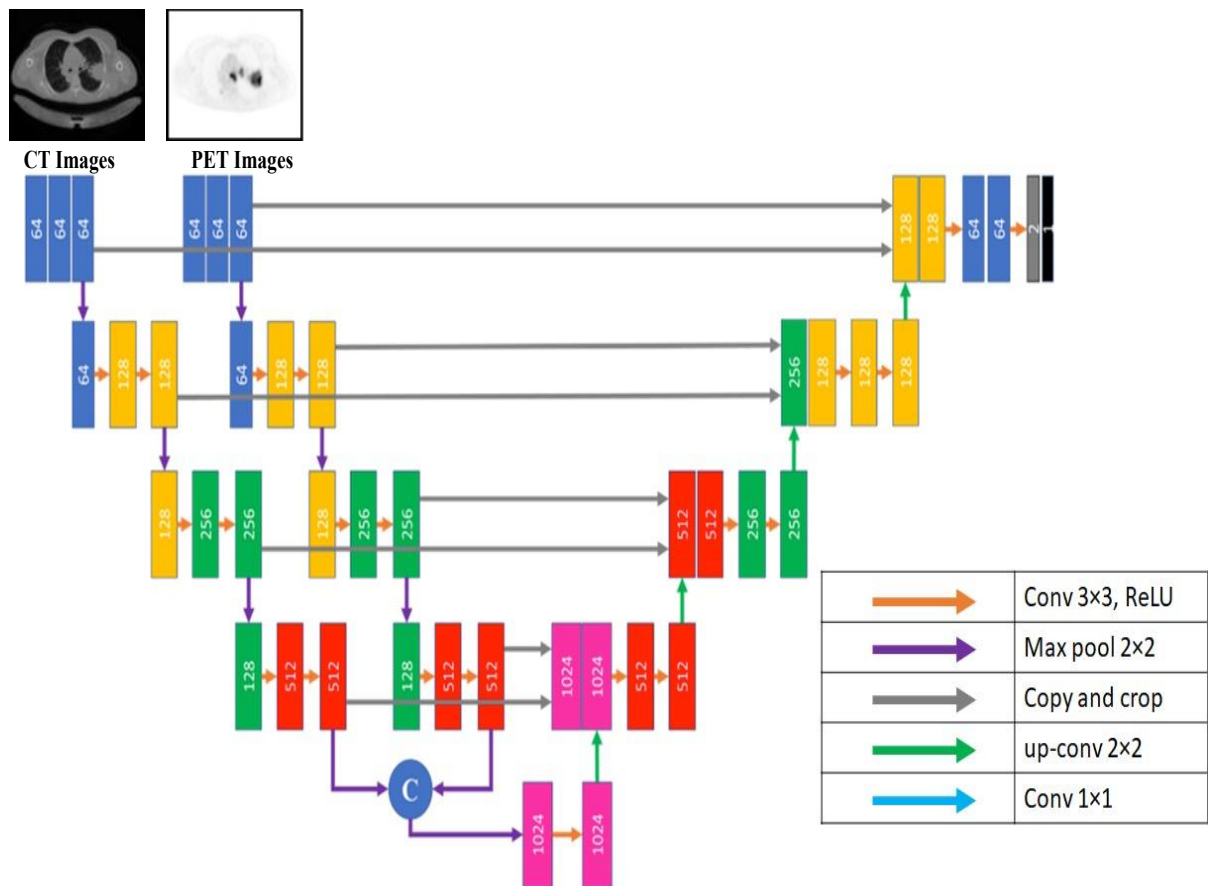 CT Images PET Images
64 64 64 64 64 64 128 128 64 64 2 1
64 128 128 64 128 128 256 128 128 128
128 256 256 128 256 256 512 512 256 256
128 512 512 128 512 512 1024 1024 512 512
C
1024 1024
Conv 3×3, ReLU
Max pool 2×2
Copy and crop
up-conv 2×2
Conv 1×1